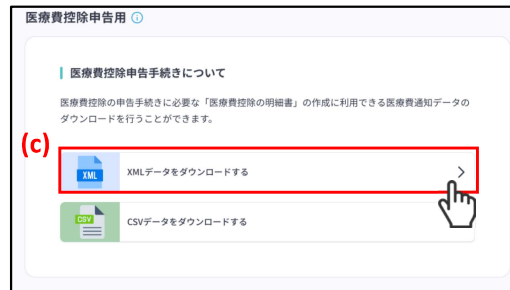 医療費控除申告用
医療費控除申告手続きについて
医療費控除の申告手続きに必要な「医療費控除の明細書」の作成に利用できる医療費通知データの
ダウンロードを行うことができます。
(c)
XML
XMLデータをダウンロードする
CSV
CSVデータをダウンロードする